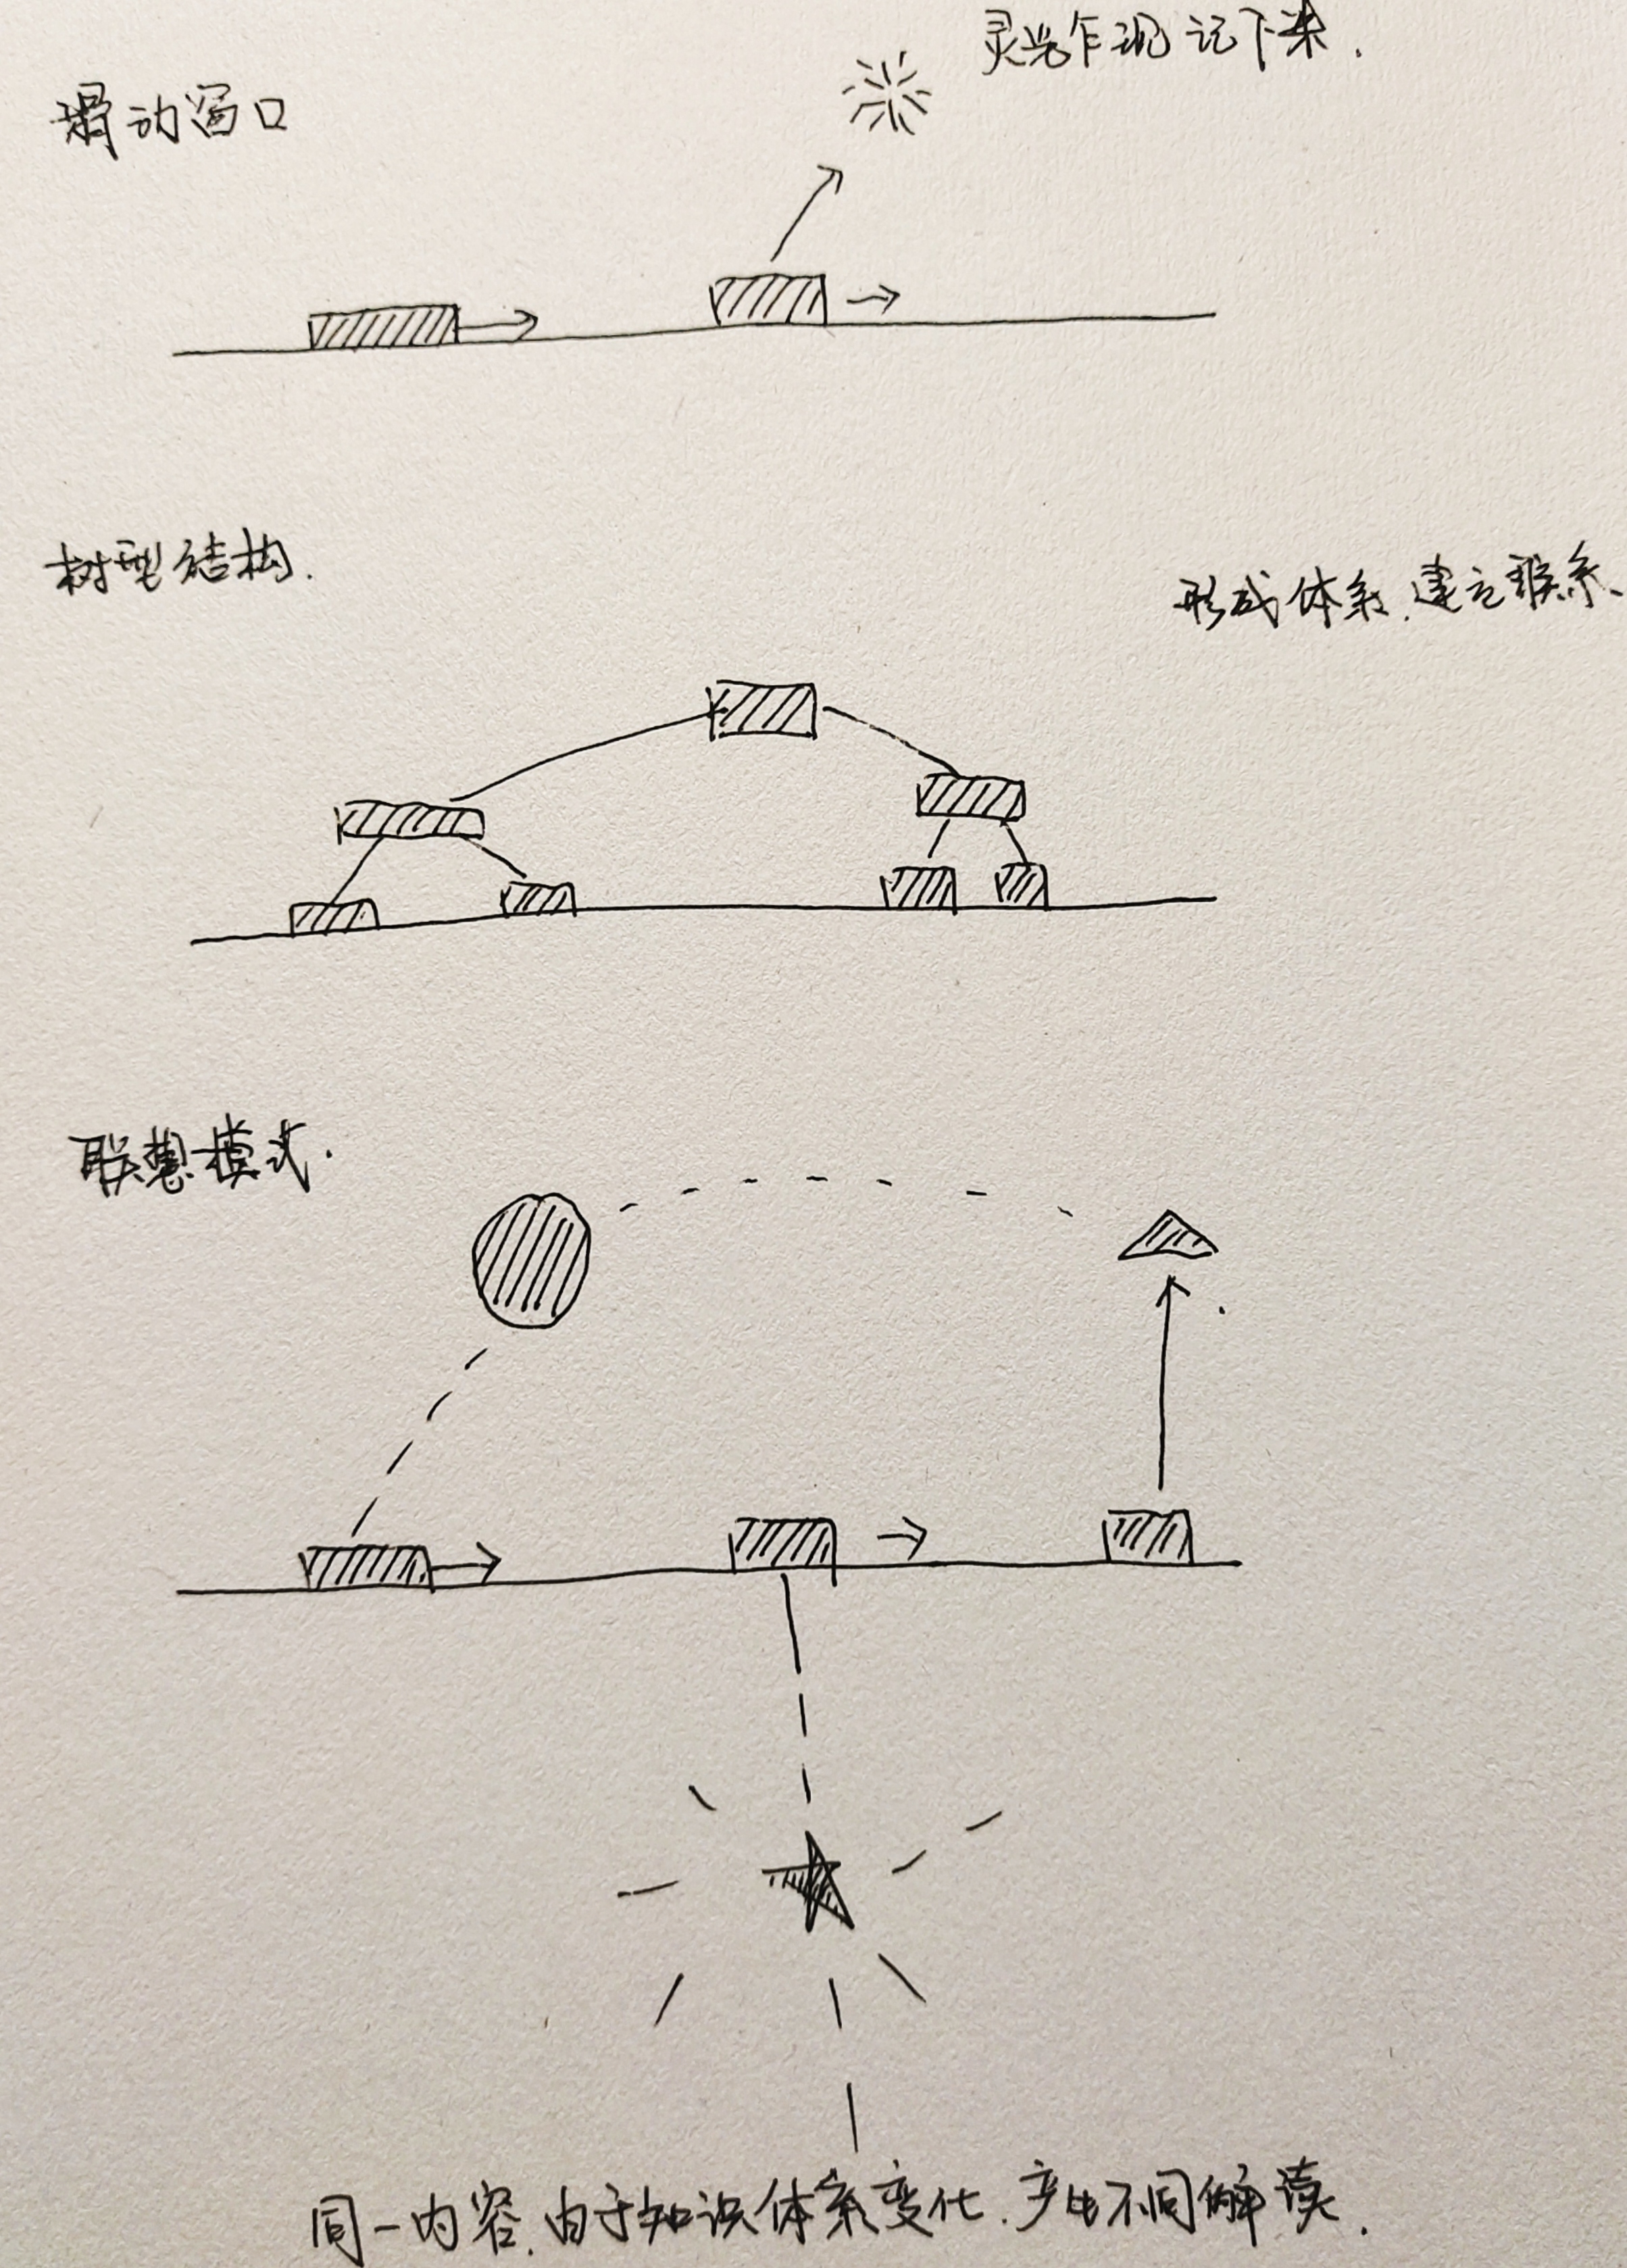 灵光乍现 记下来.
滑动窗口
树型结构.
形成体系.建立联系、
联想模式.
同一内容.由于知识体系变化.产生不同解读.